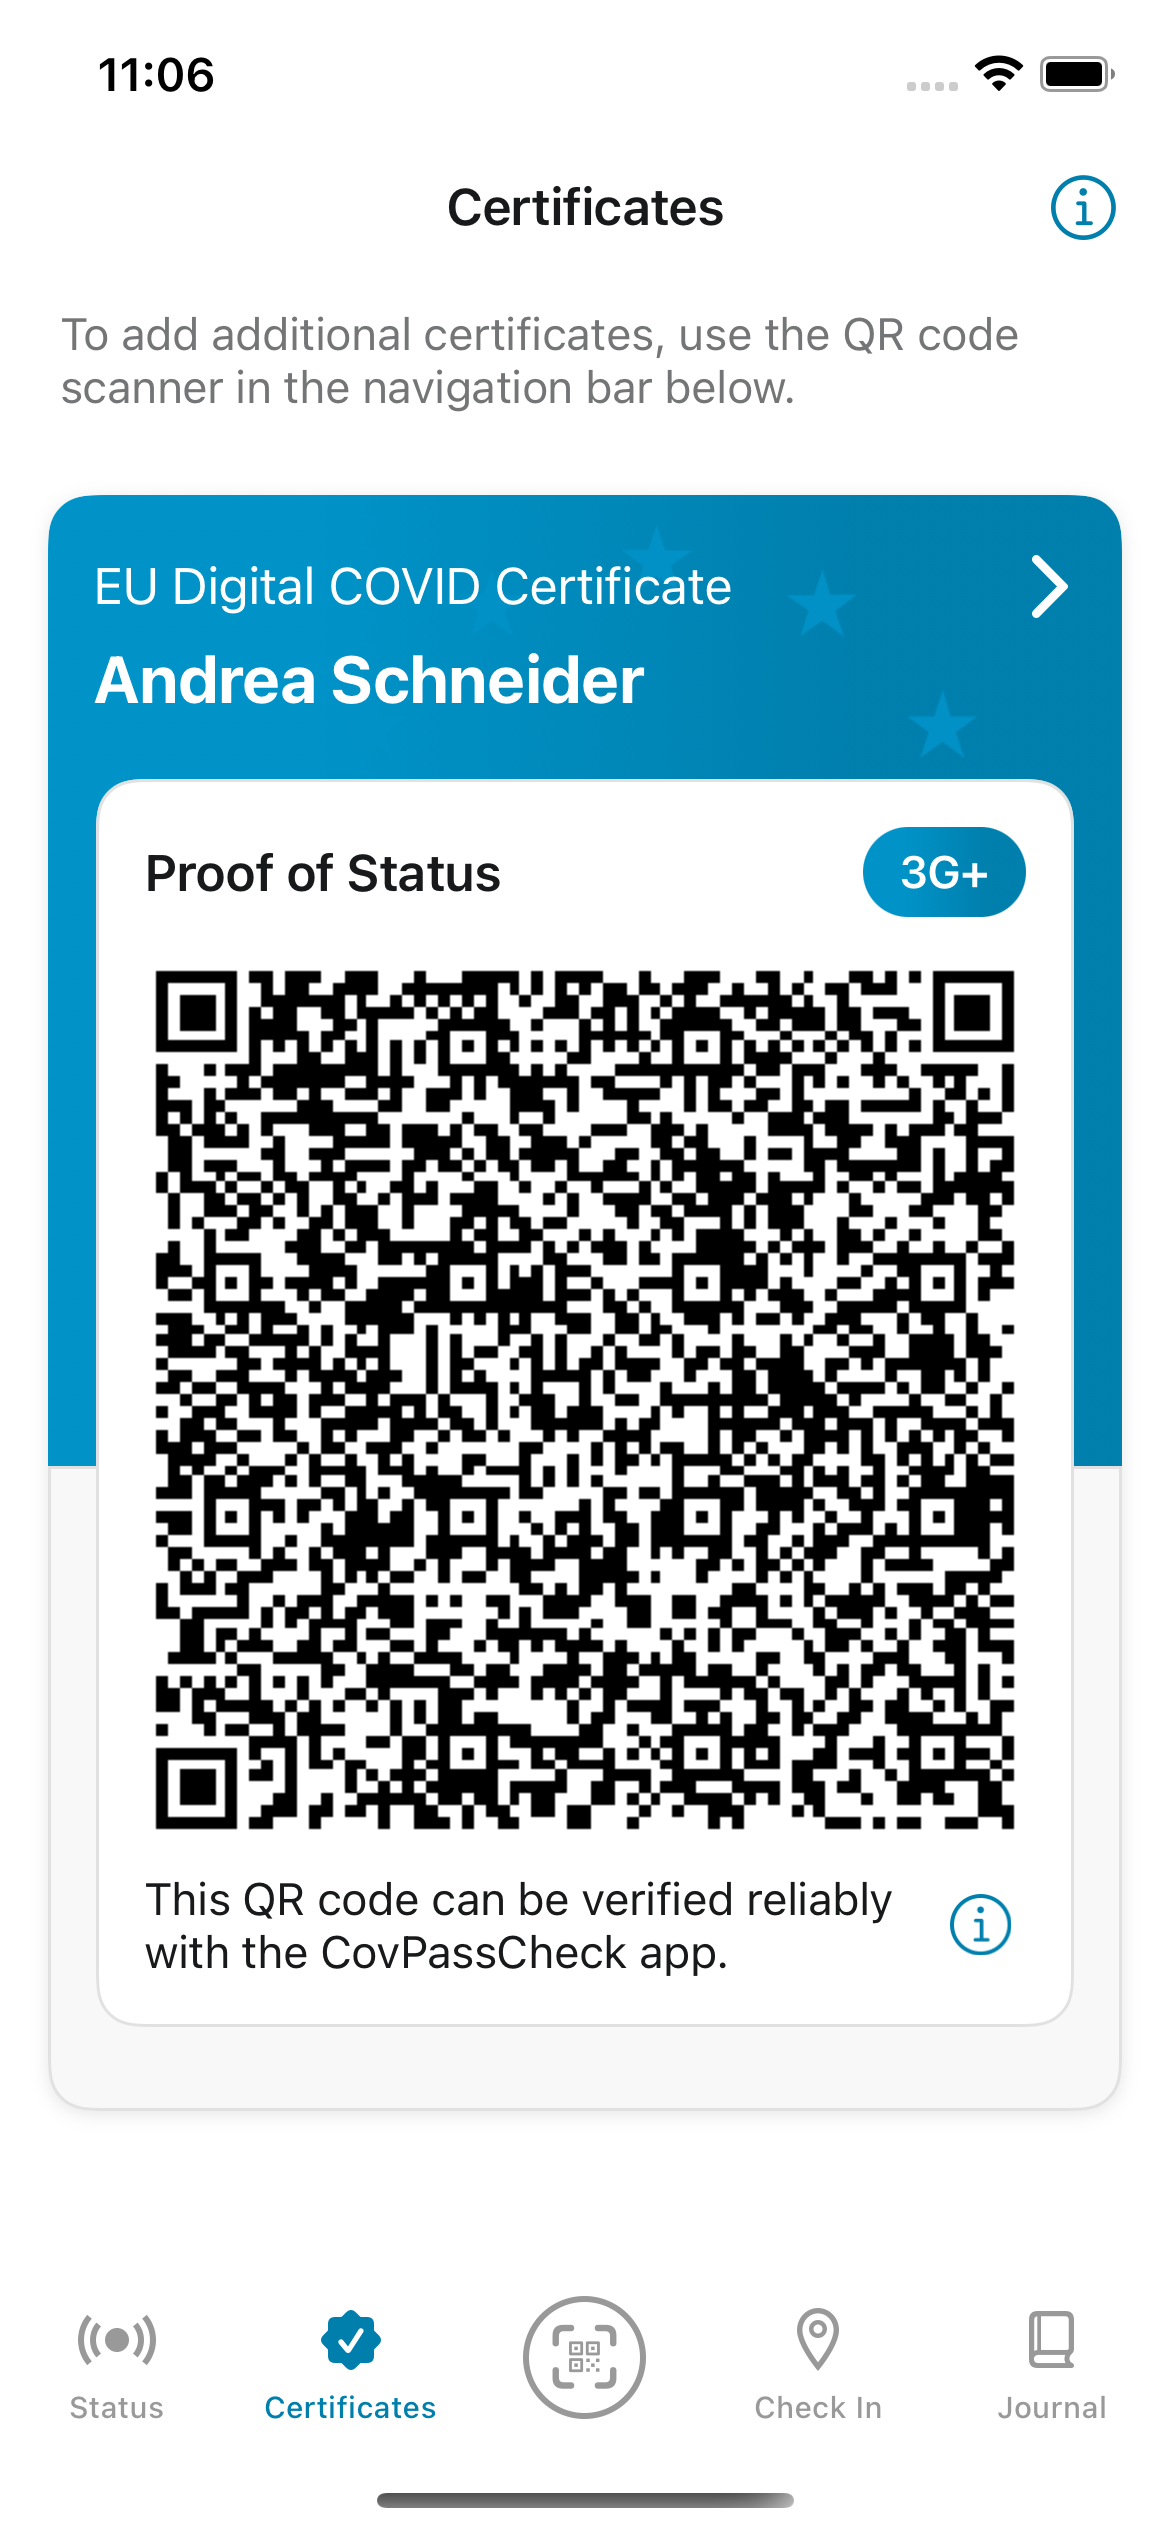 11:06
Certificates
To add additional certificates, use the QR code
scanner in the navigation bar below.
EU Digital COVID Certificate
Andrea Schneider
Proof of Status
3G+
This QR code can be verified reliably
with the CovPassCheck app.
Status
Certificates
Check In
Journal